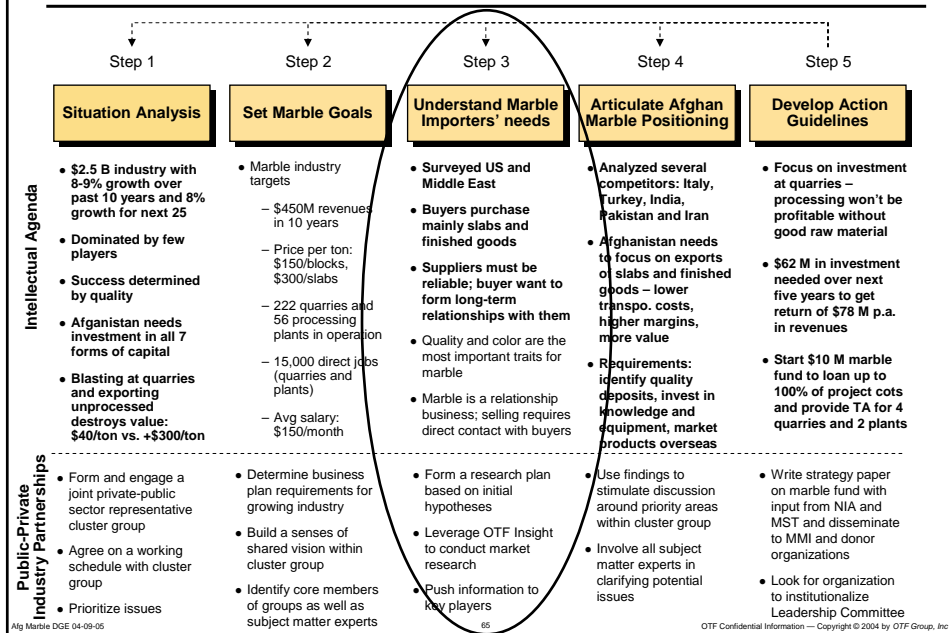 Step 1
Step 2
Step 3
Step 4
Step 5
Situation Analysis
Set Marble Goals
Understand Marble
Importers' needs
Articulate Afghan
Marble Positioning
Develop Action
Guidelines
Intellectual Agenda
• $2.5 B industry with
8-9% growth over
past 10 years and 8%
growth for next 25
• Dominated by few
players
• Success determined
by quality
• Afganistan needs
investment in all 7
forms of capital
• Blasting at quarries
and exporting
unprocessed
destroys value:
$40/ton vs. +$300/ton
• Marble industry
targets
– $450M revenues
in 10 years
– Price per ton:
$150/blocks,
$300/slabs
– 222 quarries and
56 processing
plants in operation
– 15,000 direct jobs
(quarries and
plants)
– Avg salary:
$150/month
• Surveyed US and
Middle East
• Buyers purchase
mainly slabs and
finished goods
• Suppliers must be
reliable; buyer want to
form long-term
relationships with them
• Quality and color are the
most important traits for
marble
• Marble is a relationship
business; selling requires
direct contact with buyers
• Analyzed several
competitors: Italy,
Turkey, India,
Pakistan and Iran
• Afghanistan needs
to focus on exports
of slabs and finished
goods – lower
transpo. costs,
higher margins,
more value
• Requirements:
identify quality
deposits, invest in
knowledge and
equipment, market
products overseas
• Focus on investment
at quarries –
processing won't be
profitable without
good raw material
• $62 M in investment
needed over next
five years to get
return of $78 M p.a.
in revenues
• Start $10 M marble
fund to loan up to
100% of project cots
and provide TA for 4
quarries and 2 plants
Public-Private
Industry Partnerships
• Form and engage a
joint private-public
sector representative
cluster group
• Agree on a working
schedule with cluster
group
• Prioritize issues
• Determine business
plan requirements for
growing industry
• Build a senses of
shared vision within
cluster group
• Identify core members
of groups as well as
subject matter experts
• Form a research plan
based on initial
hypotheses
• Leverage OTF Insight
to conduct market
research
• Push information to
key players
• Use findings to
stimulate discussion
around priority areas
within cluster group
• Involve all subject
matter experts in
clarifying potential
issues
• Write strategy paper
on marble fund with
input from NIA and
MST and disseminate
to MMI and donor
organizations
• Look for organization
to institutionalize
Leadership Committee
Afg Marble DGE 04-09-05
65
OTF Confidential Information — Copyright © 2004 by OTF Group, Inc